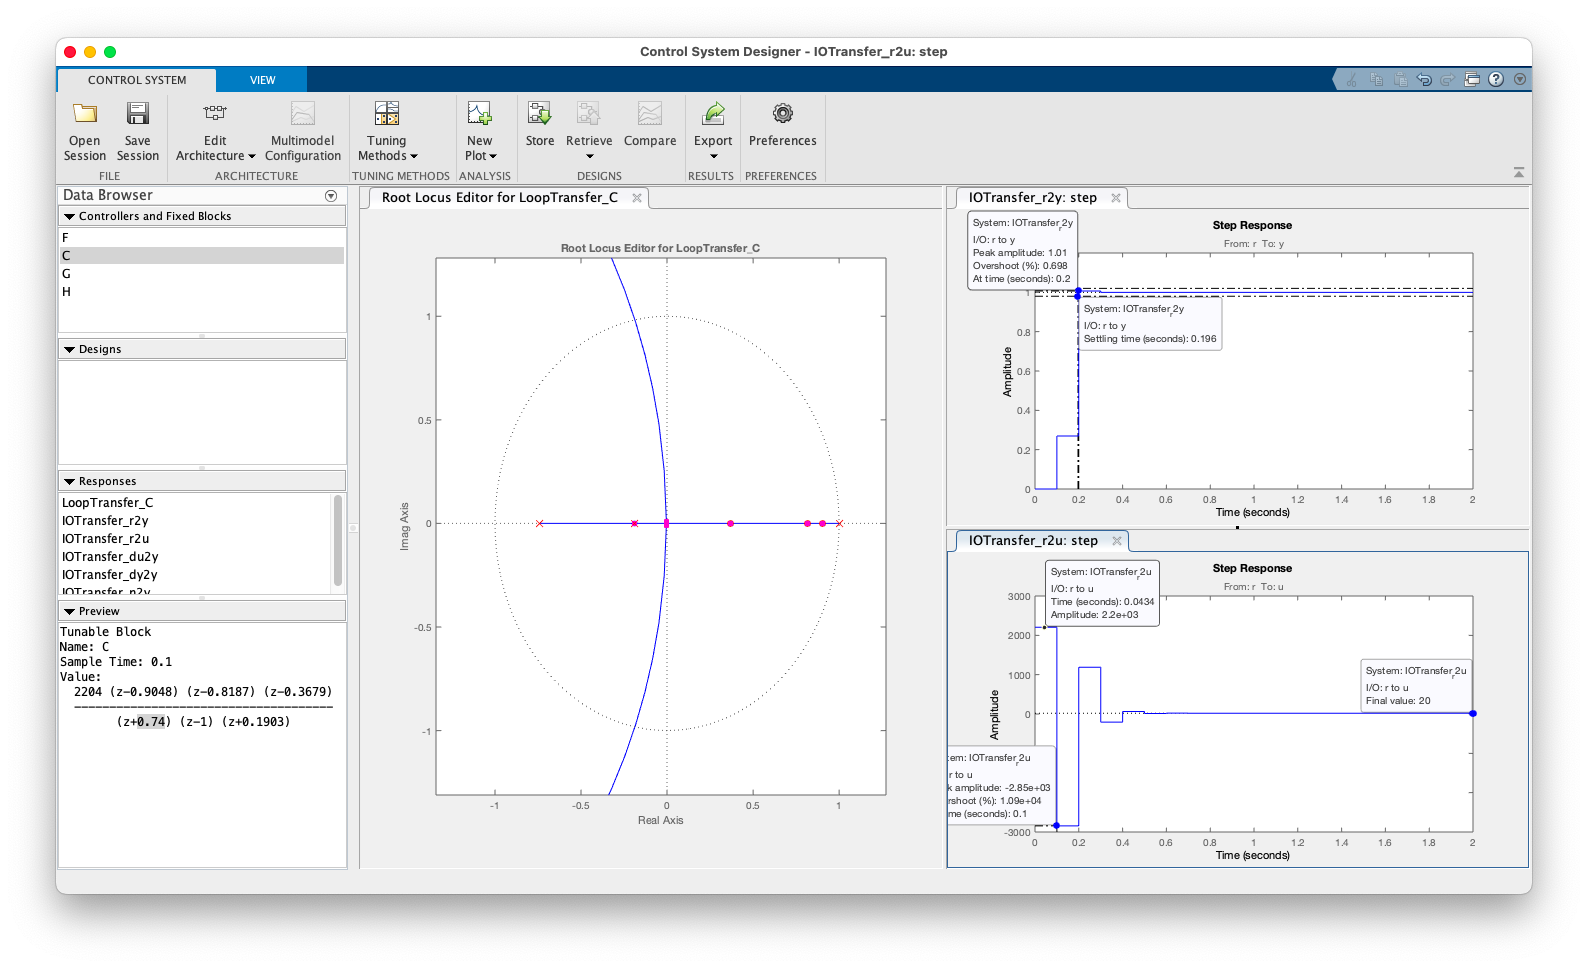 Control System Designer - IOTransfer_r2u: step
CONTROL SYSTEM
VIEW
Open
Session
Save
Session
Edit
Architecture
Multimodel
Configuration
Tuning
Methods
New
Plot
Store
Retrieve
Compare
Export
Preferences
FILE
ARCHITECTURE
TUNING METHODS
ANALYSIS
DESIGNS
RESULTS
PREFERENCES
Data Browser
Controllers and Fixed Blocks
F
C
G
H
Designs
Responses
LoopTransfer_C
IOTransfer_r2y
IOTransfer_r2u
IOTransfer_du2y
IOTransfer_dy2y
IOTransfer_n2y
Preview
Tunable Block
Name: C
Sample Time: 0.1
Value:
2204 (z-0.9048) (z-0.8187) (z-0.3679)
-------------------------------------
(z+0.74) (z-1) (z+0.1903)
Root Locus Editor for LoopTransfer_C
Root Locus Editor for LoopTransfer_C
Imag Axis
1
0.5
0
-0.5
-1
-1
-0.5
0
0.5
1
Real Axis
IOTransfer_r2y: step
Step Response
From: r To: y
System: IOTransfer_r2y
I/O: r to y
Peak amplitude: 1.01
Overshoot (%): 0.698
At time (seconds): 0.2
System: IOTransfer_r2y
I/O: r to y
Settling time (seconds): 0.196
Amplitude
1
0.8
0.6
0.4
0.2
0
0
0.2
0.4
0.6
0.8
1
1.2
1.4
1.6
1.8
2
Time (seconds)
IOTransfer_r2u: step
Step Response
From: r To: u
System: IOTransfer_r2u
I/O: r to u
Time (seconds): 0.0434
Amplitude: 2.2e+03
System: IOTransfer_r2u
I/O: r to u
Final value: 20
em: IOTransfer_r2u
r to u
k amplitude: -2.85e+03
rshoot (%): 1.09e+04
me (seconds): 0.1
Amplitude
3000
2000
1000
0
-3000
0
0.2
0.4
0.6
0.8
1
1.2
1.4
1.6
1.8
2
Time (seconds)